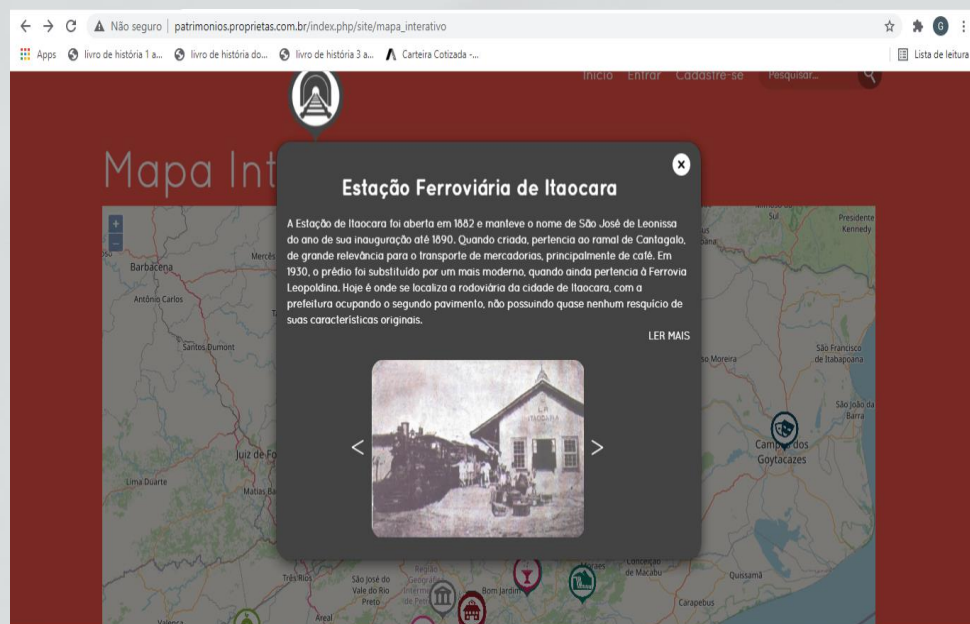 Não seguro | patrimonios.proprietas.com.br/index.php/site/mapa_interativo
G
Apps livro de história 1 a... livro de história do... livro de história 3 a... Carteira Cotizada -... Lista de leitura
Início Entrar Cadastre-se Pesquisar...
Mapa Int
Estação Ferroviária de Itaocara
A Estação de Itaocara foi aberta em 1882 e manteve o nome de São José de Leonissa
do ano de sua inauguração até 1890. Quando criada, pertencia ao ramal de Cantagalo,
de grande relevância para o transporte de mercadorias, principalmente de café. Em
1930, o prédio foi substituído por um mais moderno, quando ainda pertencia à Ferrovia
Leopoldina. Hoje é onde se localiza a rodoviária da cidade de Itaocara, com a
prefeitura ocupando o segundo pavimento, não possuindo quase nenhum resquício de
suas características originais.
LER MAIS
L.R.
ITAOCARA
< >
+
-
Sul
Presidente
Kennedy
Barbacena
Mercês
Antônio Carlos
Santos Dumont
so Moreira
São Francisco
de Itabapoana
São João da
Barra
Juiz de Fo
Campos dos
Goytacazes
Lima Duarte
Matias Ba
Três Rios
São José do
Vale do Rio
Preto
Região
Geográfic
Interme
de Pet
Bom Jardim
Moraes
Conceição
de Macabu
Quissamã
Carapebus
Valença
Areal